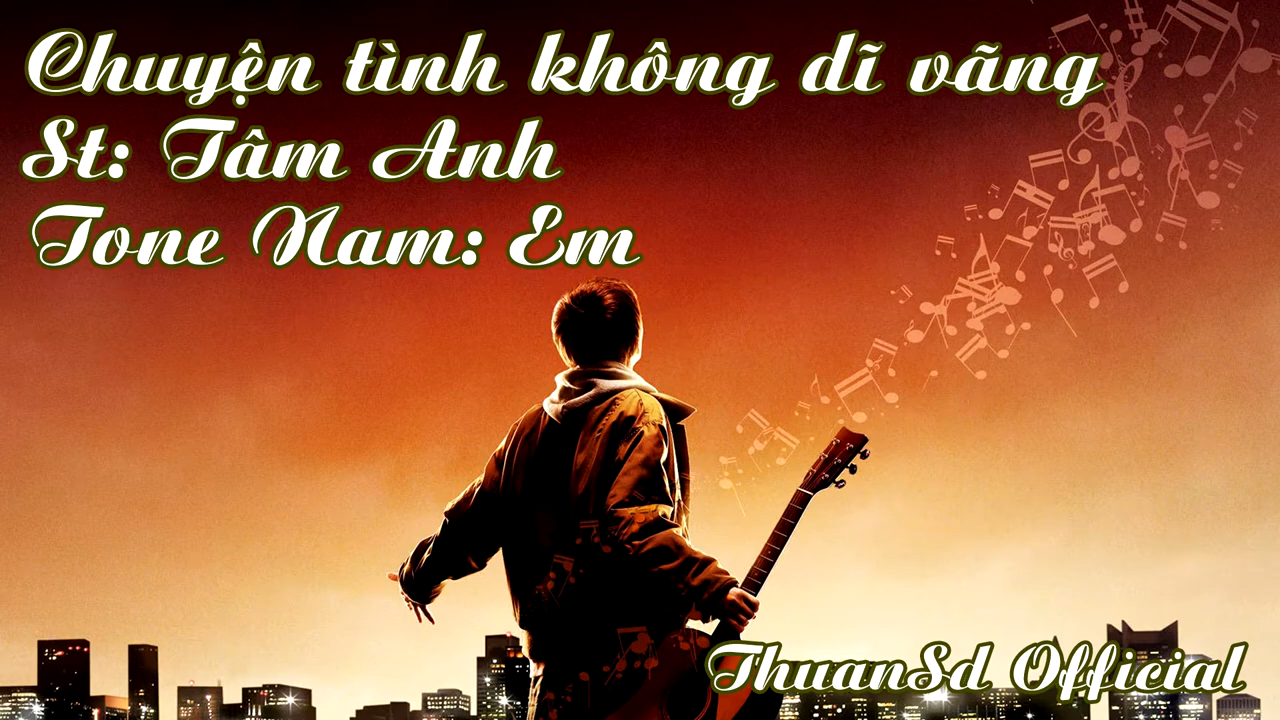 Chuyện tình không dĩ vãng
St: Tâm Anh
Tone Nam: Em
ThuanSd Official